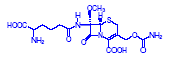 OCH₃
HOOC H N H S
NH₂ O O N O NH₂
COOH O